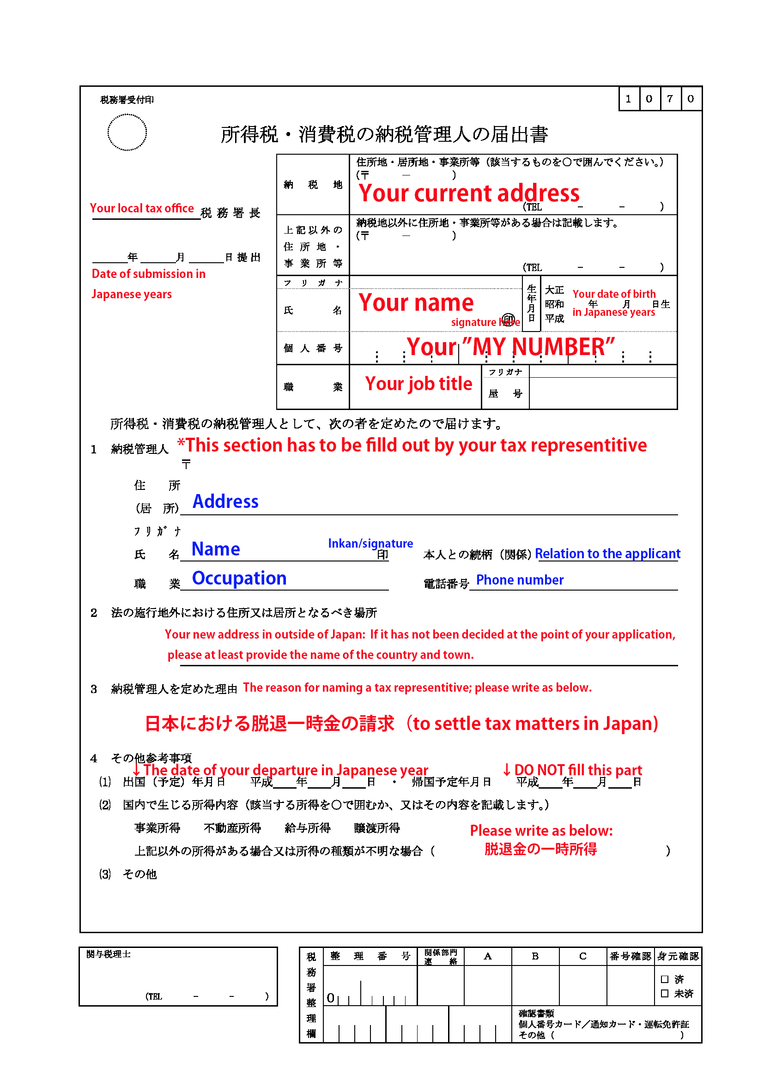 税務署受付印
1 0 7 0
所得税・消費税の納税管理人の届出書
Your local tax office 税務署長
年 月 日提出
Date of submission in
Japanese years
納税地
住所地・居所地・事業所等（該当するものを○で囲んでください。）
（〒 － ）
Your current address
（TEL － － ）
上記以外の
住所地・
事業所等
納税地以外に住所地・事業所等がある場合は記載します。
（〒 － ）
（TEL － － ）
フリガナ
氏名
Your name
signature here
㊞
生年月日
大正
昭和
平成
年 月 日生
Your date of birth
in Japanese years
個人番号
Your ”MY NUMBER”
職業
Your job title
フリガナ
屋号
所得税・消費税の納税管理人として、次の者を定めたので届けます。
1 納税管理人 *This section has to be filld out by your tax representitive
〒
住所
（居所） Address
フリガナ
氏名 Name Inkan/signature 印 本人との続柄（関係） Relation to the applicant
職業 Occupation 電話番号 Phone number
2 法の施行地外における住所又は居所となるべき場所
Your new address in outside of Japan: If it has not been decided at the point of your application,
please at least provide the name of the country and town.
3 納税管理人を定めた理由 The reason for naming a tax representitive; please write as below.
日本における脱退一時金の請求（to settle tax matters in Japan)
4 その他参考事項
↓The date of your departure in Japanese year ↓DO NOT fill this part
⑴ 出国（予定）年月日 平成 年 月 日 ・ 帰国予定年月日 平成 年 月 日
⑵ 国内で生じる所得内容（該当する所得を○で囲むか、又はその内容を記載します。）
事業所得 不動産所得 給与所得 譲渡所得
Please write as below:
上記以外の所得がある場合又は所得の種類が不明な場合（ 脱退金の一時所得 ）
⑶ その他
関与税理士
（TEL － － ）
税務署整理欄
整理番号 関係部門連絡 A B C 番号確認 身元確認
0
□ 済
□ 未済
確認書類
個人番号カード／通知カード・運転免許証
その他（ ）